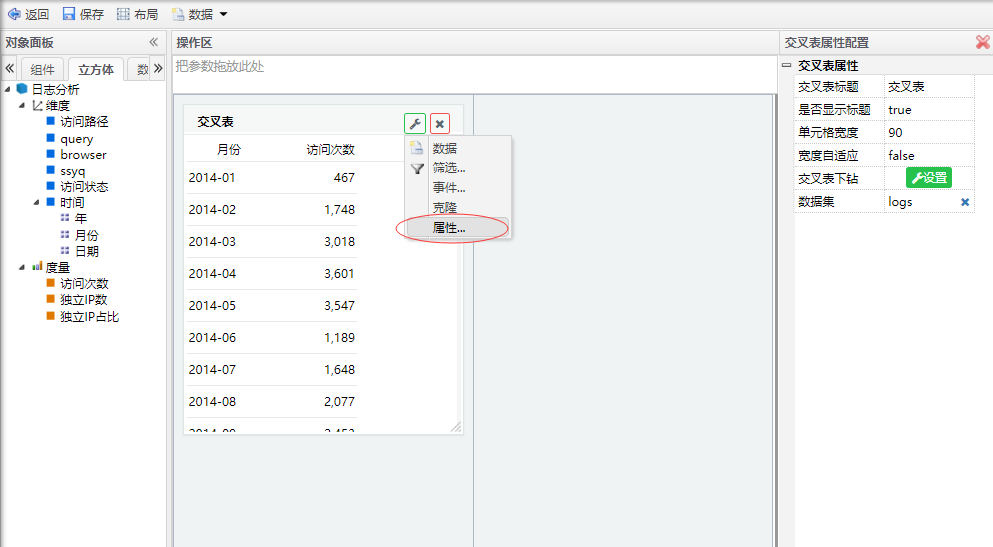 返回 保存 布局 数据
对象面板
组件 立方体 数
日志分析
维度
访问路径
query
browser
ssyq
访问状态
时间
年
月份
日期
度量
访问次数
独立IP数
独立IP占比
操作区
把参数拖放此处
交叉表
月份 访问次数
2014-01 467
2014-02 1,748
2014-03 3,018
2014-04 3,601
2014-05 3,547
2014-06 1,189
2014-07 1,648
2014-08 2,077
数据
筛选...
事件...
克隆
属性...
交叉表属性配置
交叉表属性
交叉表标题 交叉表
是否显示标题 true
单元格宽度 90
宽度自适应 false
交叉表下钻 设置
数据集 logs